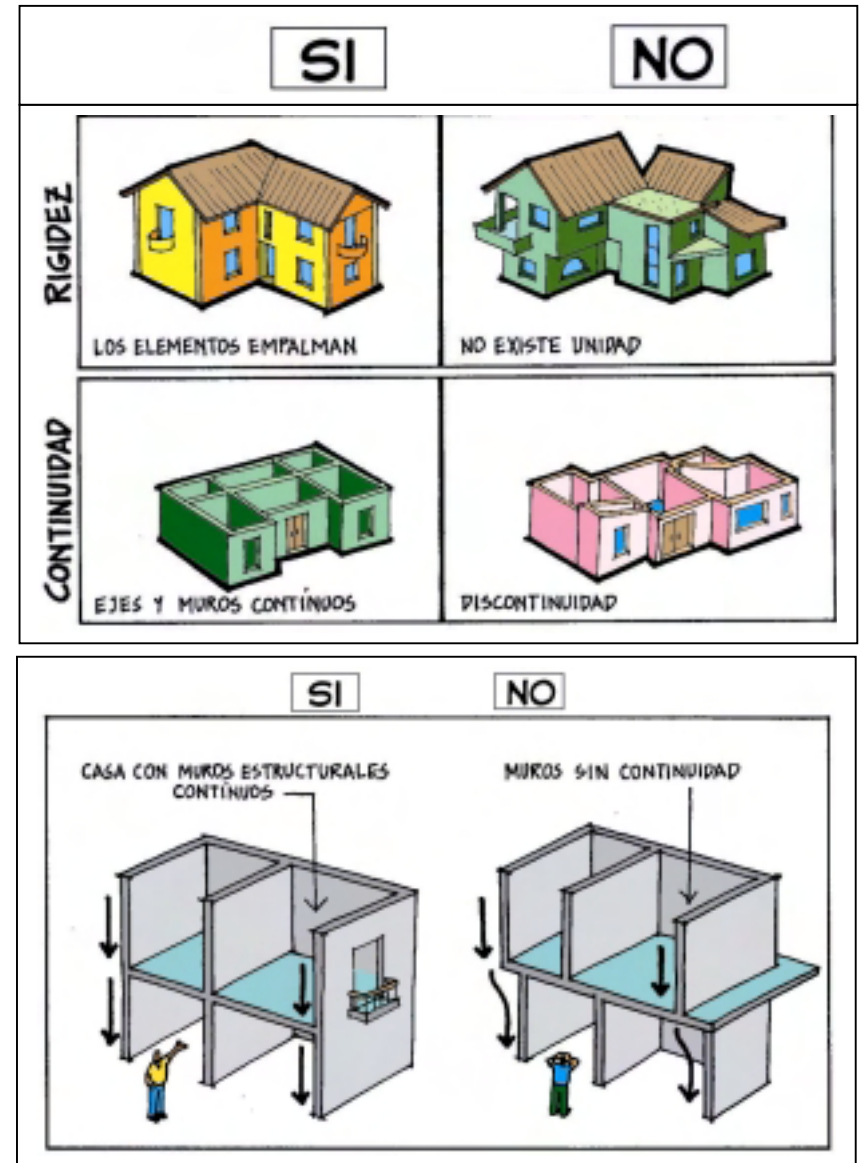 SI
NO
RIGIDEZ
LOS ELEMENTOS EMPALMAN
NO EXISTE UNIDAD
CONTINUIDAD
EJES Y MUROS CONTÍNUOS
DISCONTINUIDAD
SI
NO
CASA CON MUROS ESTRUCTURALES
CONTÍNUOS
MUROS SIN CONTINUIDAD